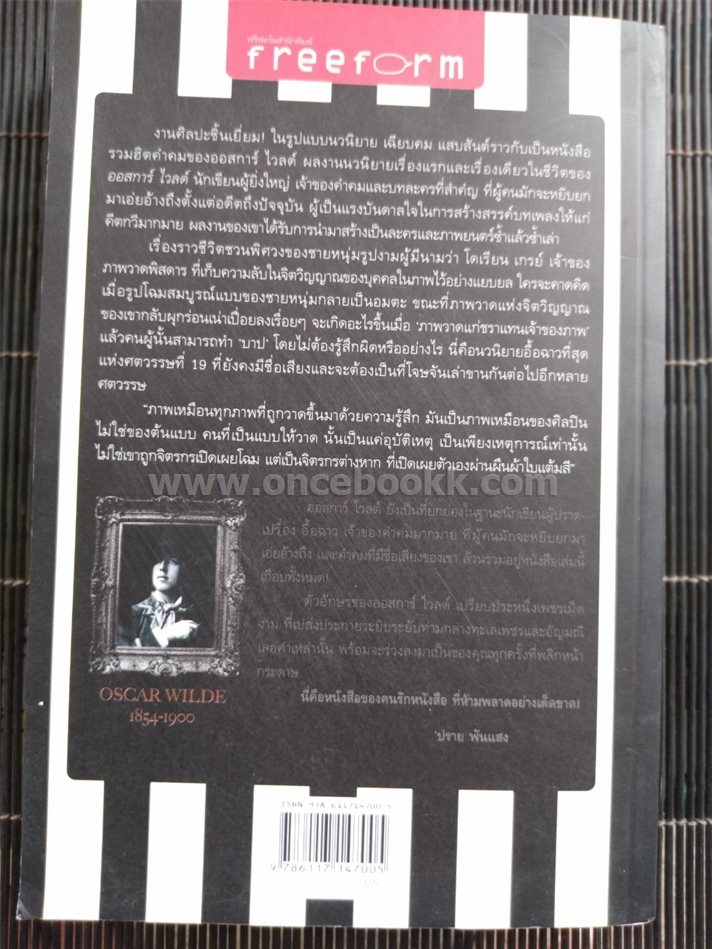 ฟรีฟอร์มสำนักพิมพ์
freeform
งานศิลปะชิ้นเยี่ยม! ในรูปแบบนวนิยาย เฉียบคม แสบสันต์ราวกับเป็นหนังสือ
รวมฮิตคำคมของออสการ์ ไวลด์ ผลงานนวนิยายเรื่องแรกและเรื่องเดียวในชีวิตของ
ออสการ์ ไวลด์ นักเขียนผู้ยิ่งใหญ่ เจ้าของคำคมและบทละครที่สำคัญ ที่ผู้คนมักจะหยิบยก
มาเอ่ยอ้างถึงตั้งแต่อดีตถึงปัจจุบัน ผู้เป็นแรงบันดาลใจในการสร้างสรรค์บทเพลงให้แก่
คีตกวีมากมาย ผลงานของเขาได้รับการนำมาสร้างเป็นละครและภาพยนตร์ซ้ำแล้วซ้ำเล่า
เรื่องราวชีวิตชวนพิศวงของชายหนุ่มรูปงามผู้มีนามว่า โดเรียน เกรย์ เจ้าของ
ภาพวาดพิสดาร ที่เก็บความลับในจิตวิญญาณของบุคคลในภาพไว้อย่างแยบยล ใครจะคาดคิด
เมื่อรูปโฉมสมบูรณ์แบบของชายหนุ่มกลายเป็นอมตะ ขณะที่ภาพวาดแห่งจิตวิญญาณ
ของเขากลับผุกร่อนเน่าเปื่อยลงเรื่อยๆ จะเกิดอะไรขึ้นเมื่อ 'ภาพวาดแก่ชราแทนเจ้าของภาพ'
แล้วคนผู้นั้นสามารถทำ 'บาป' โดยไม่ต้องรู้สึกผิดหรืออย่างไร นี่คือนวนิยายอื้อฉาวที่สุด
แห่งศตวรรษที่ 19 ที่ยังคงมีชื่อเสียงและจะต้องเป็นที่โจษจันเล่าขานกันต่อไปอีกหลาย
ศตวรรษ
"ภาพเหมือนทุกภาพที่ถูกวาดขึ้นมาด้วยความรู้สึก มันเป็นภาพเหมือนของศิลปิน
ไม่ใช่ของต้นแบบ คนที่เป็นแบบให้วาด นั้นเป็นแค่อุบัติเหตุ เป็นเพียงเหตุการณ์เท่านั้น
ไม่ใช่เขาถูกจิตรกรเปิดเผยโฉม แต่เป็นจิตรกรต่างหาก ที่เปิดเผยตัวเองผ่านผืนผ้าใบแต้มสี"
www.oncebookk.com
ออสการ์ ไวลด์ ยังเป็นที่ยกย่องในฐานะนักเขียนผู้ปราด-
เปรื่อง อื้อฉาว เจ้าของคำคมมากมาย ที่ผู้คนมักจะหยิบยกมา
เอ่ยอ้างถึง และคำคมที่มีชื่อเสียงของเขา ล้วนรวมอยู่หนังสือเล่มนี้
เกือบทั้งหมด!
ตัวอักษรของออสการ์ ไวลด์ เปรียบประหนึ่งเพชรเม็ด
งาม ที่เปล่งประกายระยิบระยับท่ามกลางทะเลเพชรและอัญมณี
เลอค่าเหล่านั้น พร้อมจะร่วงลงมาเป็นของคุณทุกครั้งที่พลิกหน้า
กระดาษ
นี่คือหนังสือของคนรักหนังสือ ที่ห้ามพลาดอย่างเด็ดขาด!
'ปราย พันแสง
OSCAR WILDE
1854-1900
ISBN 978 611714700 5
9 786117 147005